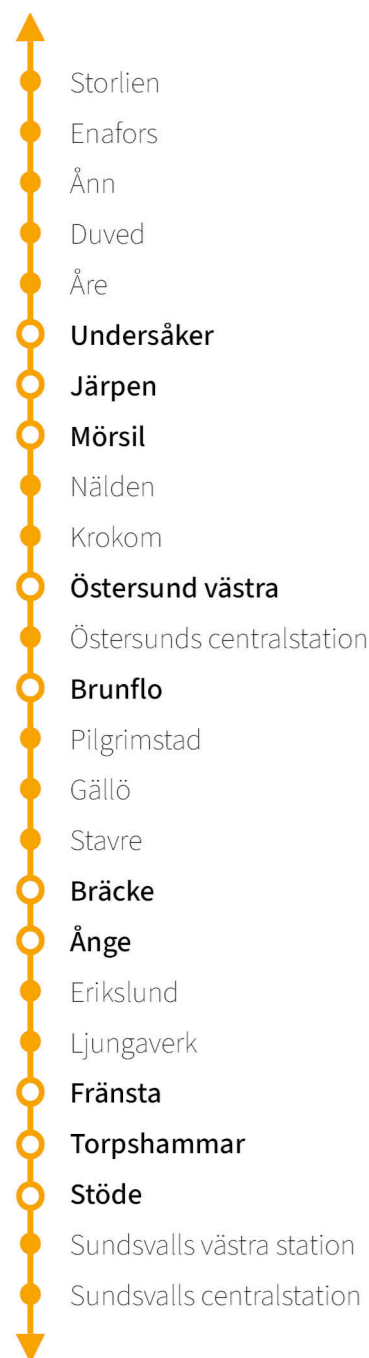 Storlien
Enafors
Ånn
Duved
Åre
Undersåker
Järpen
Mörsil
Nälden
Krokom
Östersund västra
Östersunds centralstation
Brunflo
Pilgrimstad
Gällö
Stavre
Bräcke
Ånge
Erikslund
Ljungaverk
Fränsta
Torpshammar
Stöde
Sundsvalls västra station
Sundsvalls centralstation